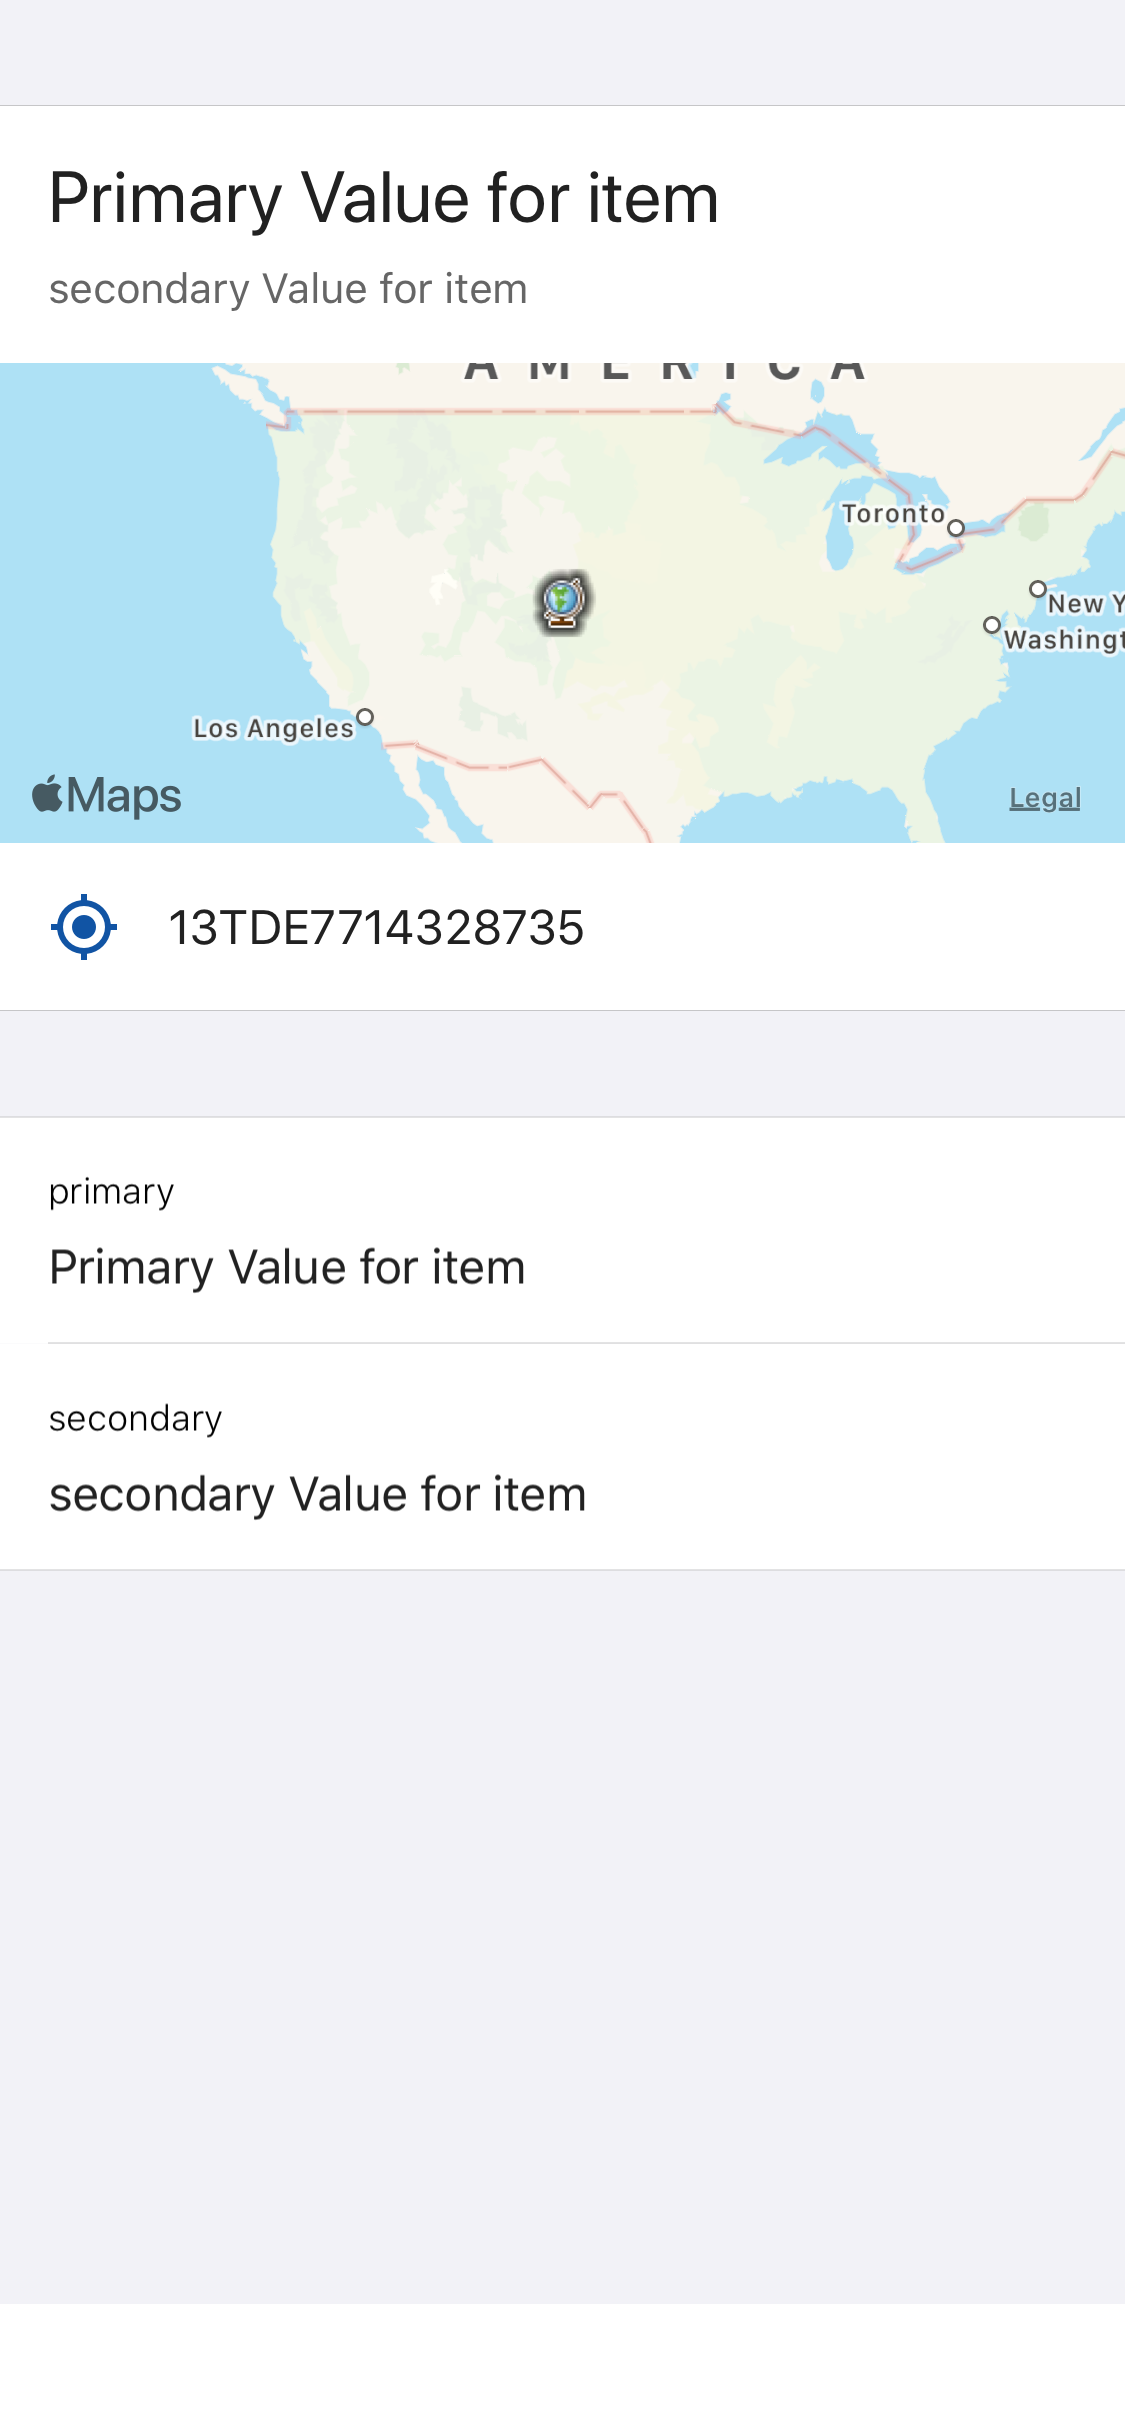 Primary Value for item
secondary Value for item
AMERICA
Toronto
New Y
Washingt
Los Angeles
Maps
Legal
13TDE7714328735
primary
Primary Value for item
secondary
secondary Value for item